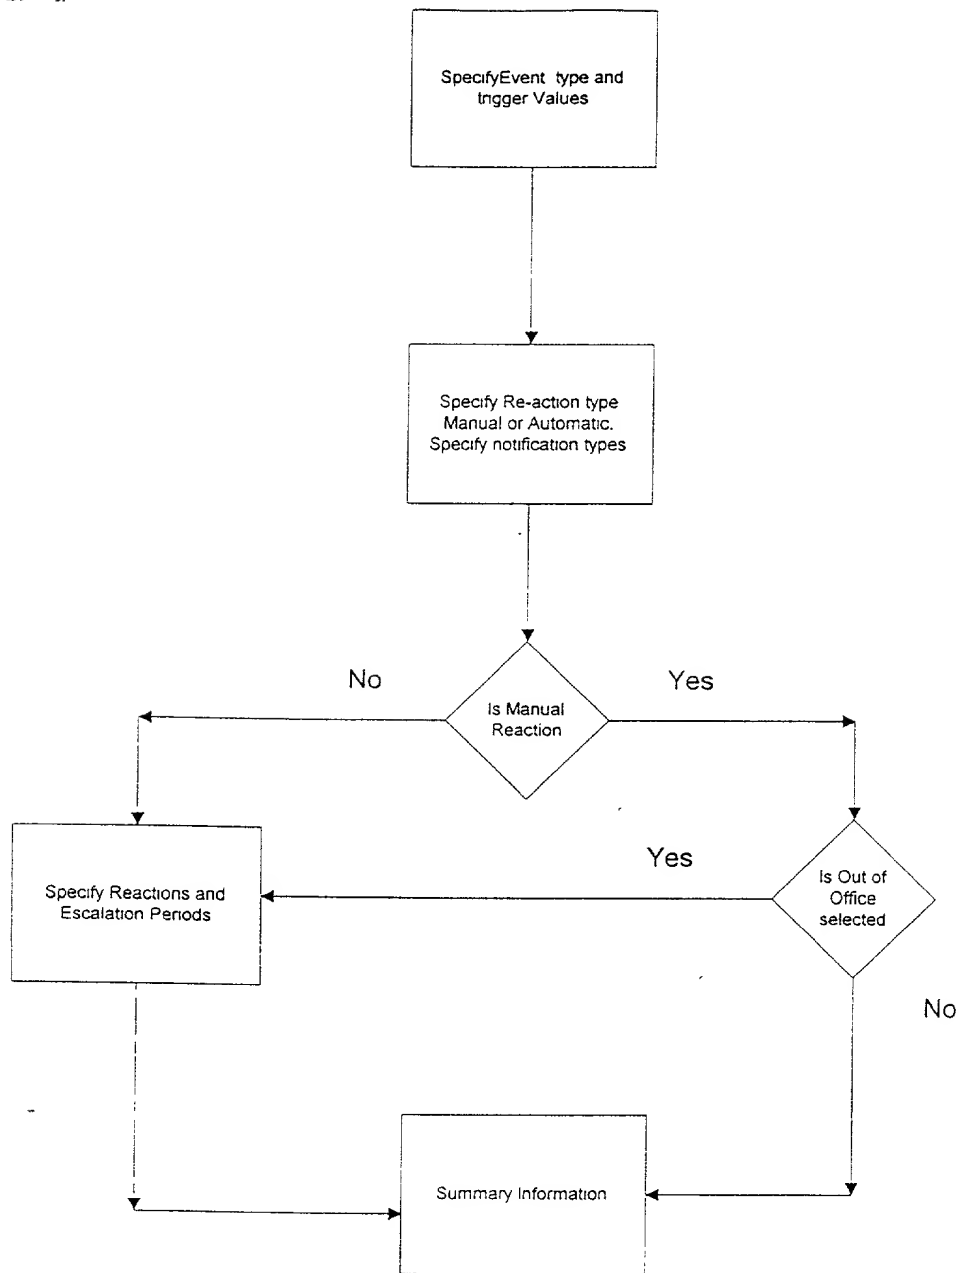 SpecifyEvent type and
trigger Values
Specify Re-action type
Manual or Automatic.
Specify notification types
No
Yes
Is Manual
Reaction
Yes
Is Out of
Office
selected
Specify Reactions and
Escalation Periods
No
Summary Information